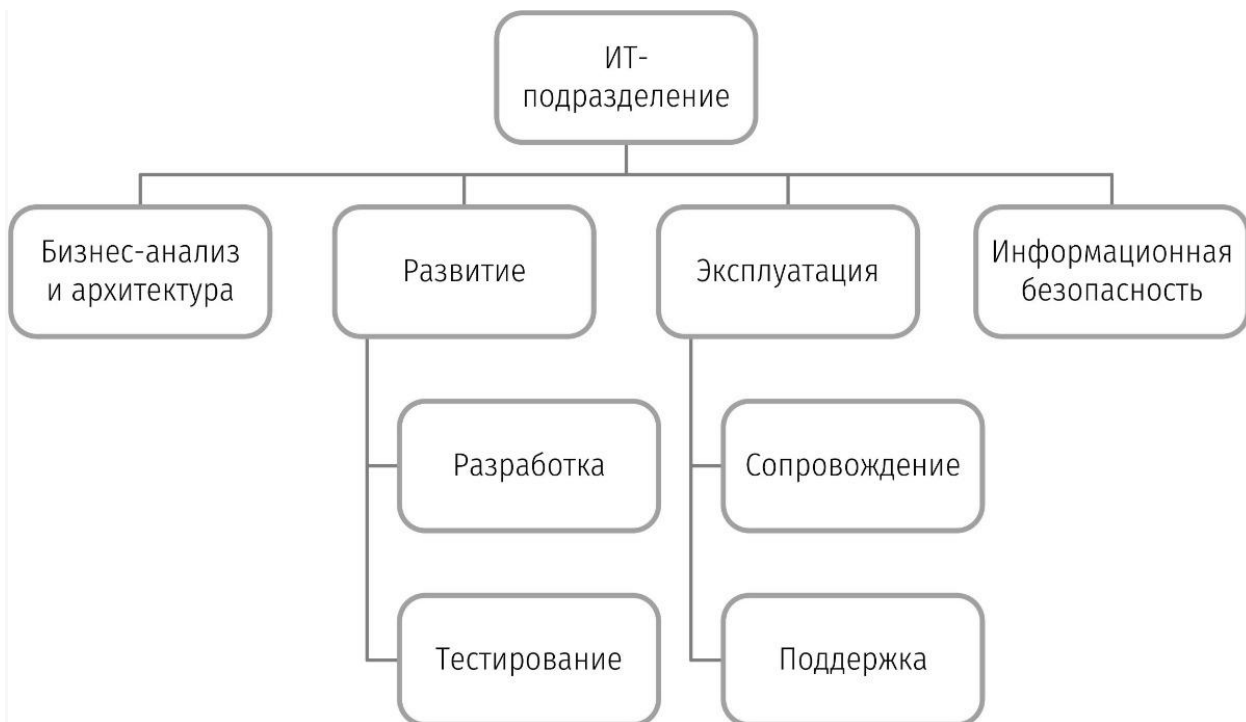 ИТ-
подразделение
Бизнес-анализ
и архитектура
Развитие
Эксплуатация
Информационная
безопасность
Разработка
Сопровождение
Тестирование
Поддержка